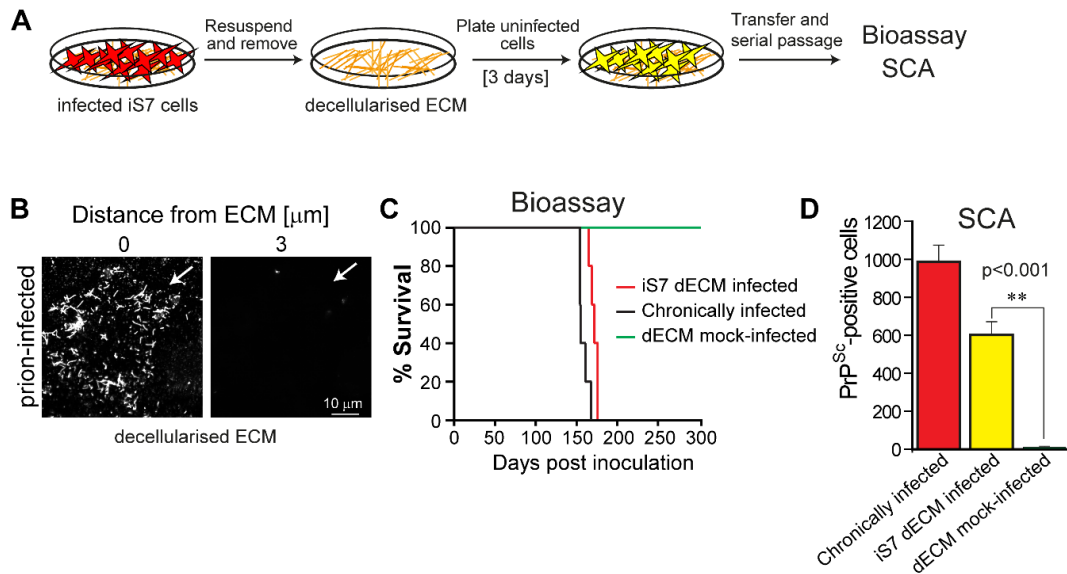 A
Resuspend
and remove
Plate uninfected
cells
[3 days]
Transfer and
serial passage
Bioassay
SCA
infected iS7 cells
decellularised ECM
B
Distance from ECM [μm]
0
3
prion-infected
10 μm
decellularised ECM
C
Bioassay
% Survival
100
80
60
40
20
0
0
50
100
150
200
250
300
Days post inoculation
iS7 dECM infected
Chronically infected
dECM mock-infected
D
SCA
PrPSc-positive cells
1200
1000
800
600
400
200
0
p<0.001
**
Chronically infected
iS7 dECM infected
dECM mock-infected